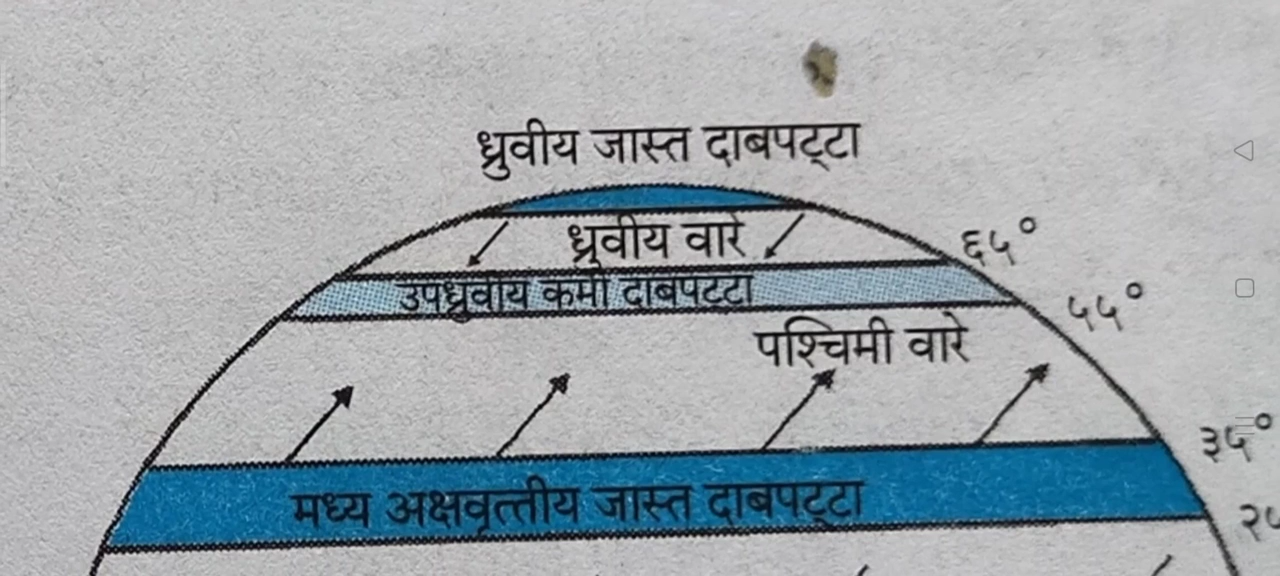 ध्रुवीय जास्त दाबपट्‌टा
ध्रुवीय वारे
६५°
उपध्रुवीय कमी दाबपट्‌टा
५५°
पश्चिमी वारे
३५°
मध्य अक्षवृत्तीय जास्त दाबपट्‌टा